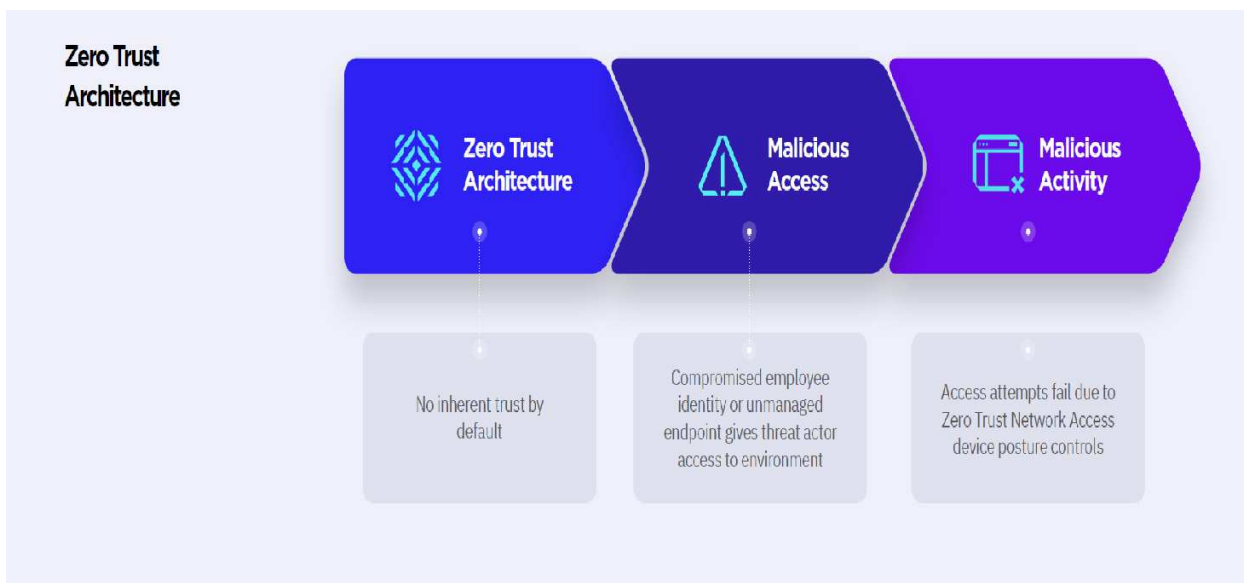 Zero Trust
Architecture
Zero Trust
Architecture
Malicious
Access
Malicious
Activity
No inherent trust by
default
Compromised employee
identity or unmanaged
endpoint gives threat actor
access to environment
Access attempts fail due to
Zero Trust Network Access
device posture controls